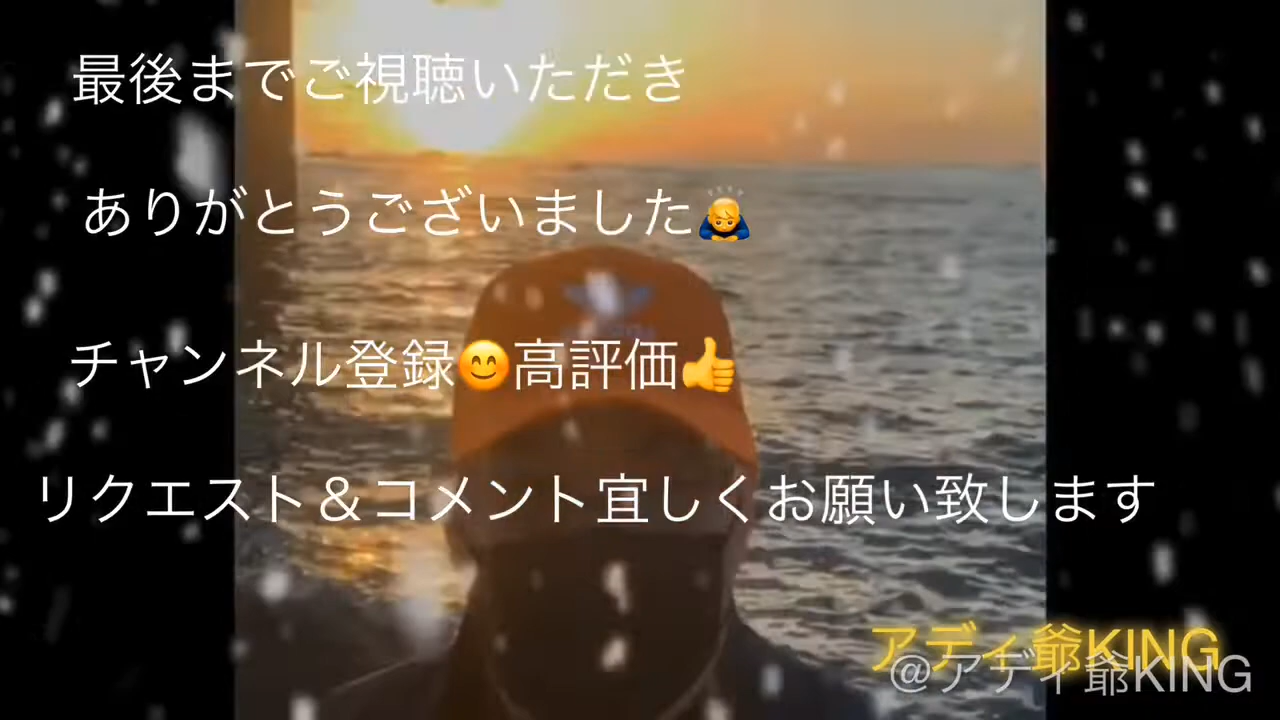 最後までご視聴いただき
ありがとうございました🙇
チャンネル登録😊高評価👍
リクエスト＆コメント宜しくお願い致します
アディ爺KING
@アディ爺KING